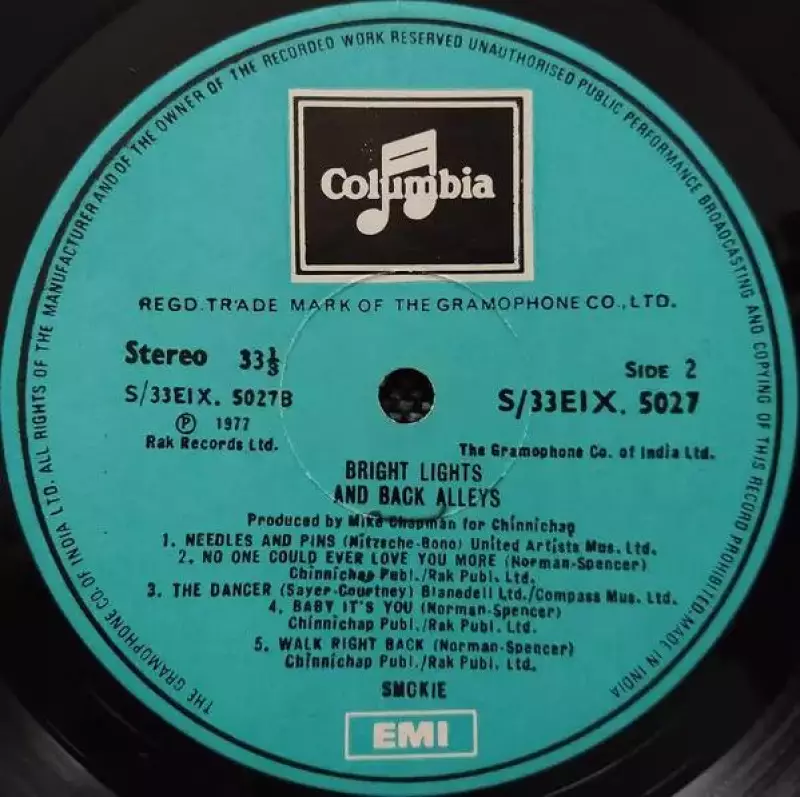 THE GRAMOPHONE CO. OF INDIA LTD. ALL RIGHTS OF THE MANUFACTURER AND OF THE OWNER OF THE RECORDED WORK RESERVED UNAUTHORISED PUBLIC PERFORMANCE BROADCASTING AND COPYING OF THIS RECORD PROHIBITED. MADE IN INDIA
Columbia
REGD. TRADE MARK OF THE GRAMOPHONE CO., LTD.
Stereo 33⅓
SIDE 2
S/33EIX. 5027B
S/33EIX. 5027
℗ 1977
Rak Records Ltd.
The Gramophone Co. of India Ltd.
BRIGHT LIGHTS
AND BACK ALLEYS
Produced by Mike Chapman for Chinnichap
1. NEEDLES AND PINS (Nitzsche-Bono) United Artists Mus. Ltd.
2. NO ONE COULD EVER LOVE YOU MORE (Norman-Spencer)
Chinnichap Publ./Rak Publ. Ltd.
3. THE DANCER (Sayer-Courtney) Blanedell Ltd./Compass Mus. Ltd.
4. BABY IT'S YOU (Norman-Spencer)
Chinnichap Publ./Rak Publ. Ltd.
5. WALK RIGHT BACK (Norman-Spencer)
Chinnichap Publ./Rak Publ. Ltd.
SMOKIE
EMI